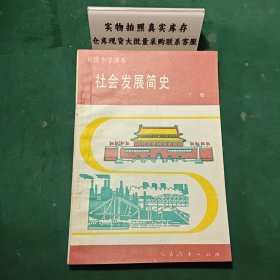 实物拍照真实库存
仓库现货大批量采购联系客服
初级中学课本
社会发展简史
下册
人民教育出版社